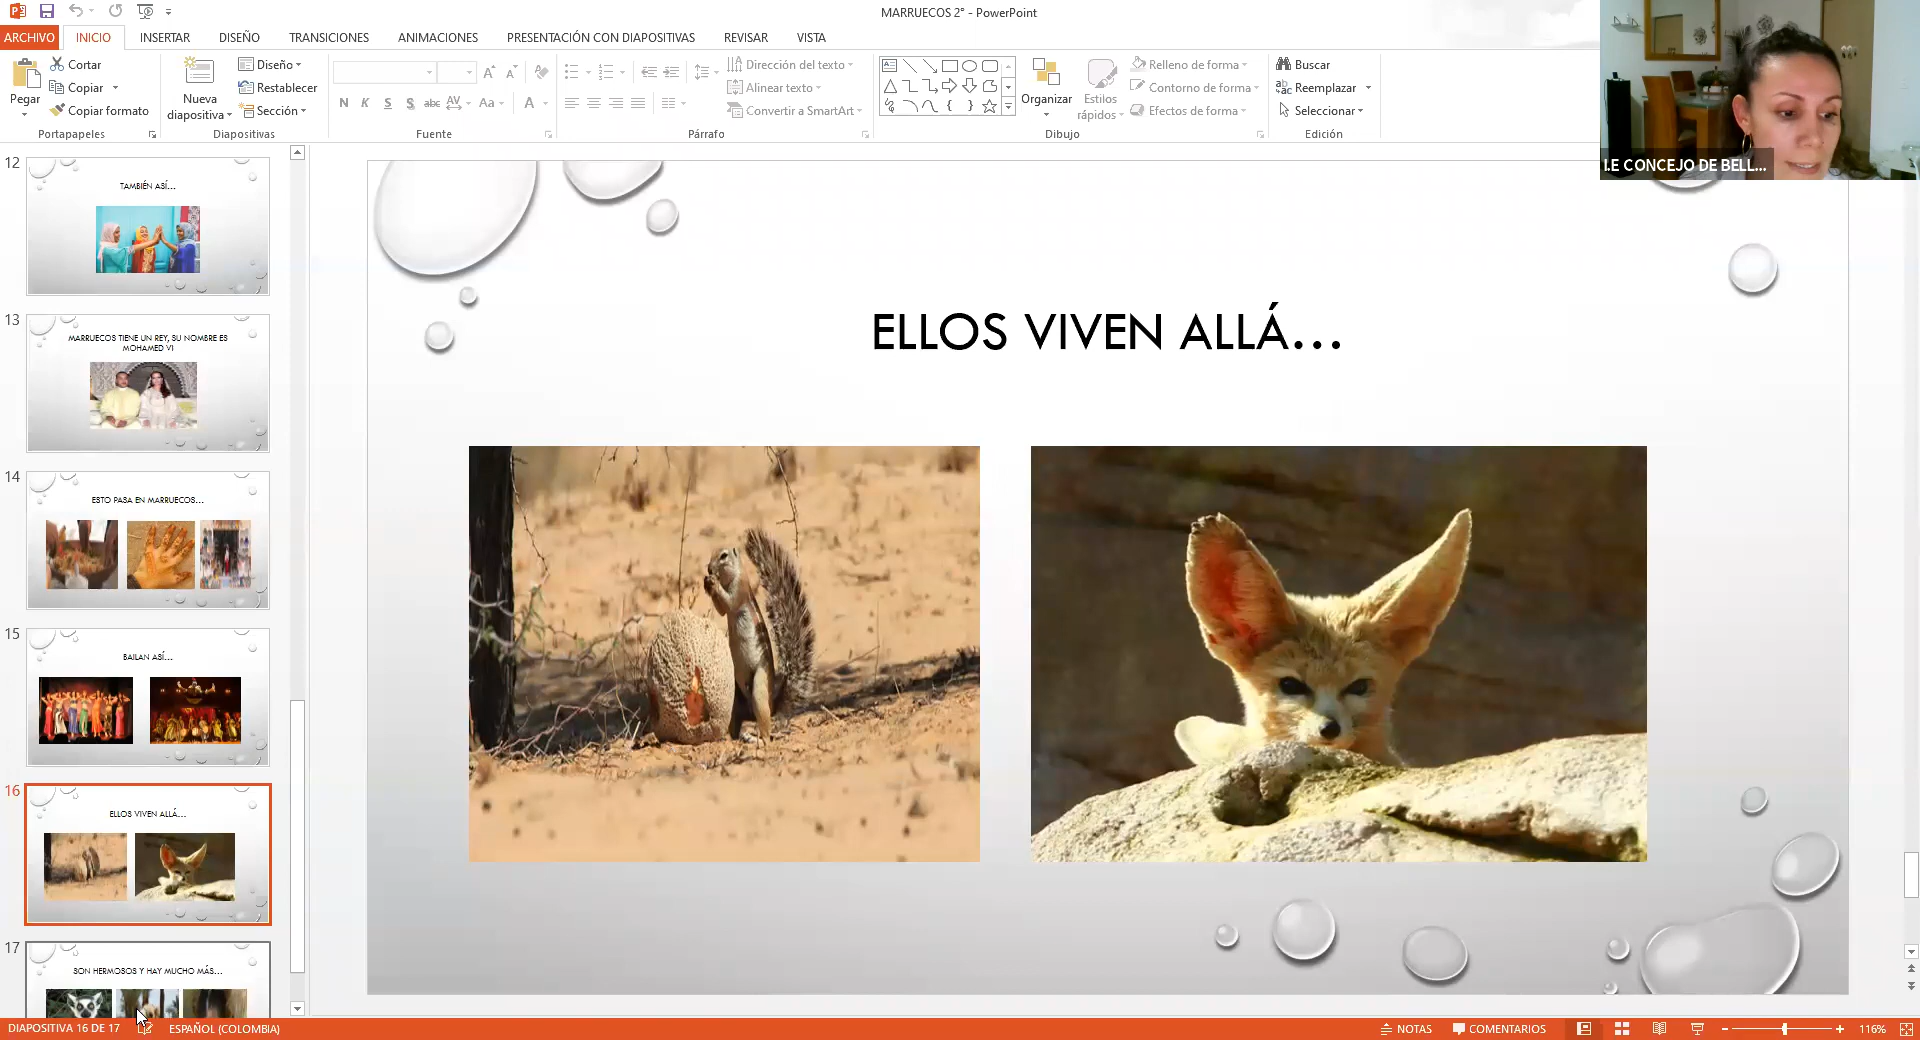 MARRUECOS 2° - PowerPoint
ARCHIVO INICIO INSERTAR DISEÑO TRANSICIONES ANIMACIONES PRESENTACIÓN CON DIAPOSITIVAS REVISAR VISTA
Pegar
Cortar
Copiar
Copiar formato
Portapapeles
Nueva
diapositiva
Diseño
Restablecer
Sección
Diapositivas
N K S S abc AV Aa A
Fuente
Dirección del texto
Alinear texto
Convertir a SmartArt
Párrafo
Organizar
Estilos
rápidos
Relleno de forma
Contorno de forma
Efectos de forma
Dibujo
Buscar
Reemplazar
Seleccionar
Edición
I.E CONCEJO DE BELL...
12
TAMBIÉN ASÍ...
13
MARRUECOS TIENE UN REY, SU NOMBRE ES
MOHAMED VI
14
ESTO PASA EN MARRUECOS...
15
BAILAN ASÍ...
16
ELLOS VIVEN ALLÁ...
17
SON HERMOSOS Y HAY MUCHO MÁS...
ELLOS VIVEN ALLÁ...
DIAPOSITIVA 16 DE 17 ESPAÑOL (COLOMBIA) NOTAS COMENTARIOS 116%